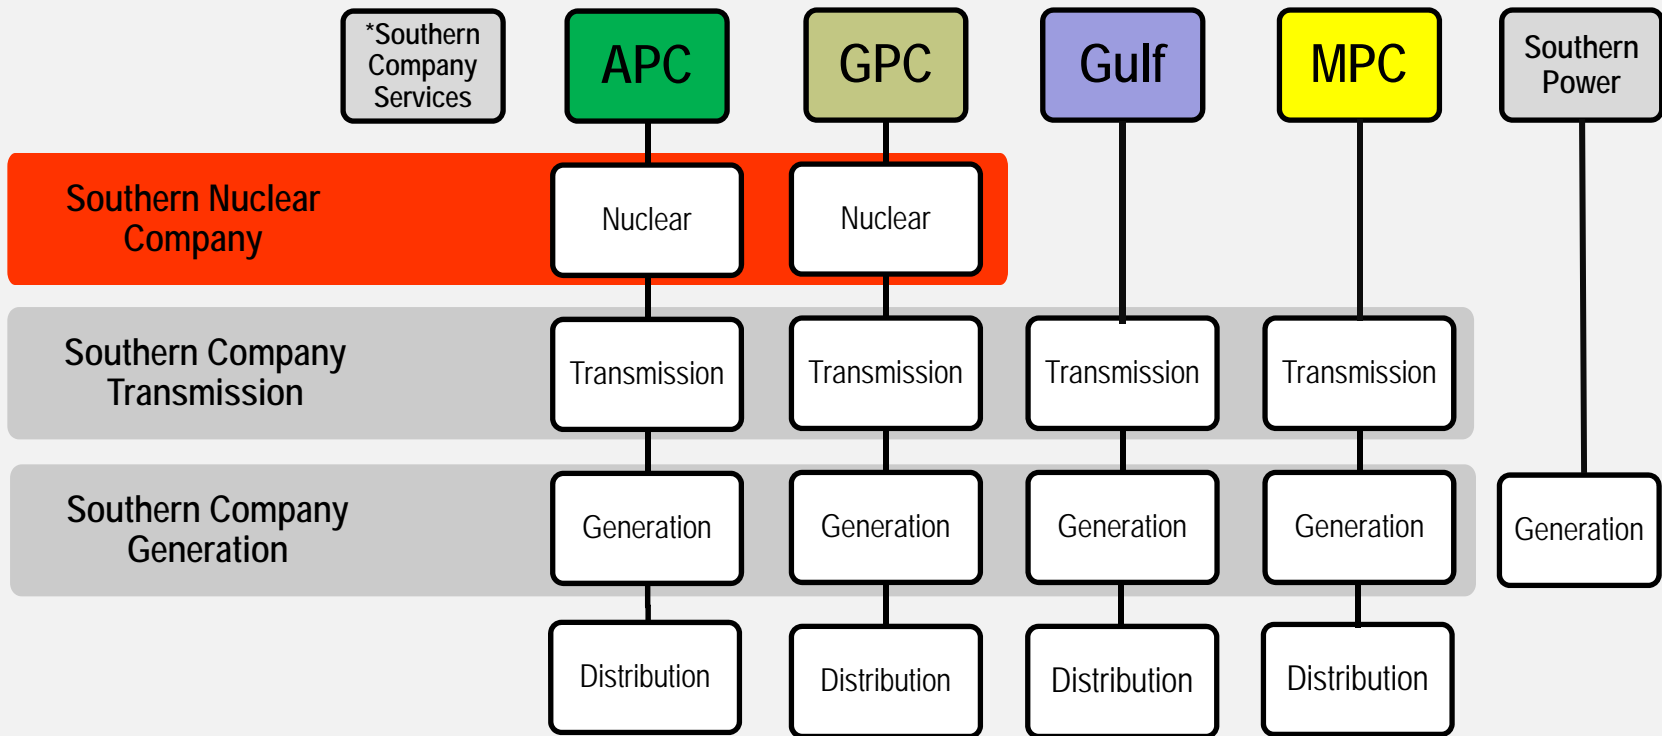 *Southern
Company
Services
APC
GPC
Gulf
MPC
Southern
Power
Southern Nuclear
Company
Nuclear
Nuclear
Southern Company
Transmission
Transmission
Transmission
Transmission
Transmission
Southern Company
Generation
Generation
Generation
Generation
Generation
Generation
Distribution
Distribution
Distribution
Distribution